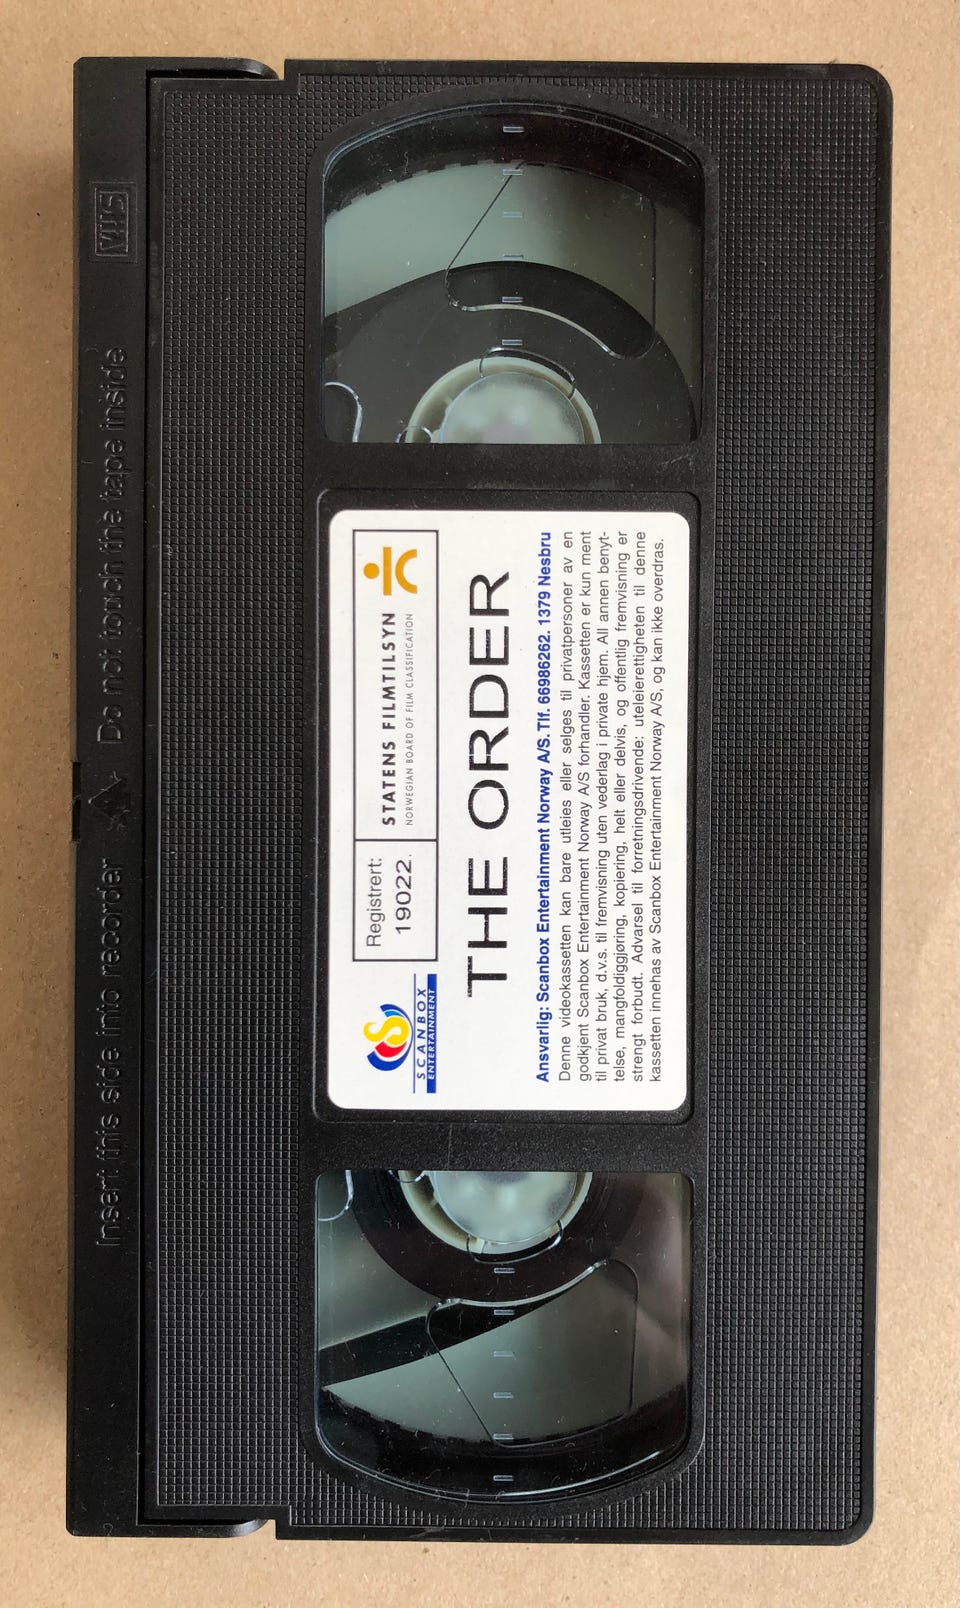 VHS
Insert this side into recorder
Do not touch the tape inside
SCANBOX
ENTERTAINMENT
Registrert:
19022.
STATENS FILMTILSYN
NORWEGIAN BOARD OF FILM CLASSIFICATION
THE ORDER
Ansvarlig: Scanbox Entertainment Norway A/S. Tlf. 66986262. 1379 Nesbru
Denne videokassetten kan bare utleies eller selges til privatpersoner av en
godkjent Scanbox Entertainment Norway A/S forhandler. Kassetten er kun ment
til privat bruk, d.v.s. til fremvisning uten vederlag i private hjem. All annen benyt-
telse, mangfoldiggjøring, kopiering, helt eller delvis, og offentlig fremvisning er
strengt forbudt. Advarsel til forretningsdrivende: uteleierettigheten til denne
kassetten innehas av Scanbox Entertainment Norway A/S, og kan ikke overdras.